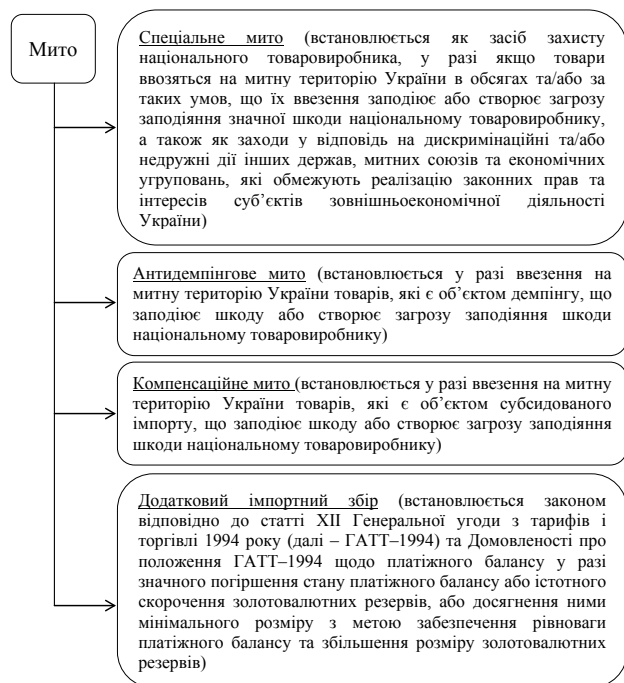 Мито
Спеціальне мито (встановлюється як засіб захисту
національного товаровиробника, у разі якщо товари
ввозяться на митну територію України в обсягах та/або за
таких умов, що їх ввезення заподіює або створює загрозу
заподіяння значної шкоди національному товаровиробнику,
а також як заходи у відповідь на дискримінаційні та/або
недружні дії інших держав, митних союзів та економічних
угруповань, які обмежують реалізацію законних прав та
інтересів суб’єктів зовнішньоекономічної діяльності
України)
Антидемпінгове мито (встановлюється у разі ввезення на
митну територію України товарів, які є об’єктом демпінгу, що
заподіює шкоду або створює загрозу заподіяння шкоди
національному товаровиробнику)
Компенсаційне мито (встановлюється у разі ввезення на митну
територію України товарів, які є об’єктом субсидованого
імпорту, що заподіює шкоду або створює загрозу заподіяння
шкоди національному товаровиробнику)
Додатковий імпортний збір (встановлюється законом
відповідно до статті XII Генеральної угоди з тарифів і
торгівлі 1994 року (далі – ГАТТ–1994) та Домовленості про
положення ГАТТ–1994 щодо платіжного балансу у разі
значного погіршення стану платіжного балансу або істотного
скорочення золотовалютних резервів, або досягнення ними
мінімального розміру з метою забезпечення рівноваги
платіжного балансу та збільшення розміру золотовалютних
резервів)